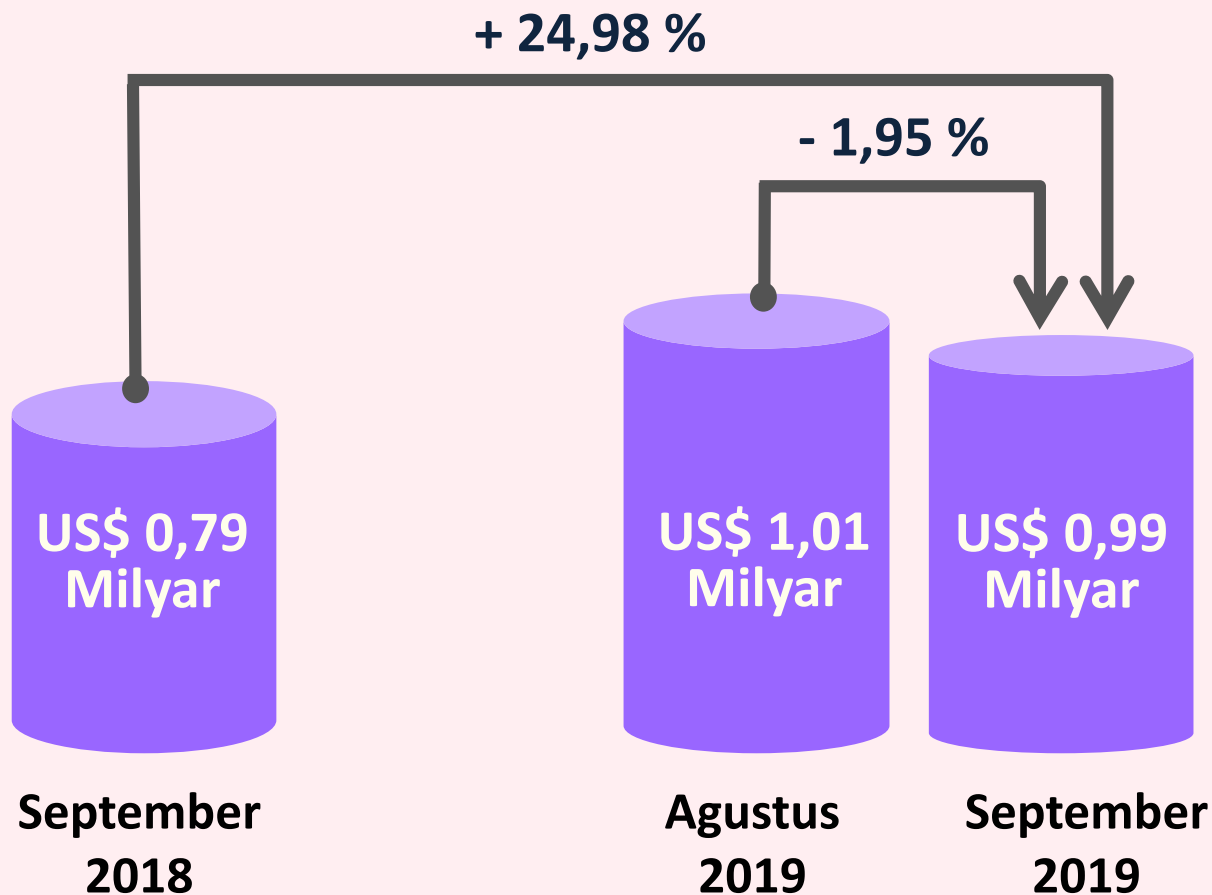 + 24,98 %
- 1,95 %
US$ 0,79
Milyar
US$ 1,01
Milyar
US$ 0,99
Milyar
September
2018
Agustus
2019
September
2019